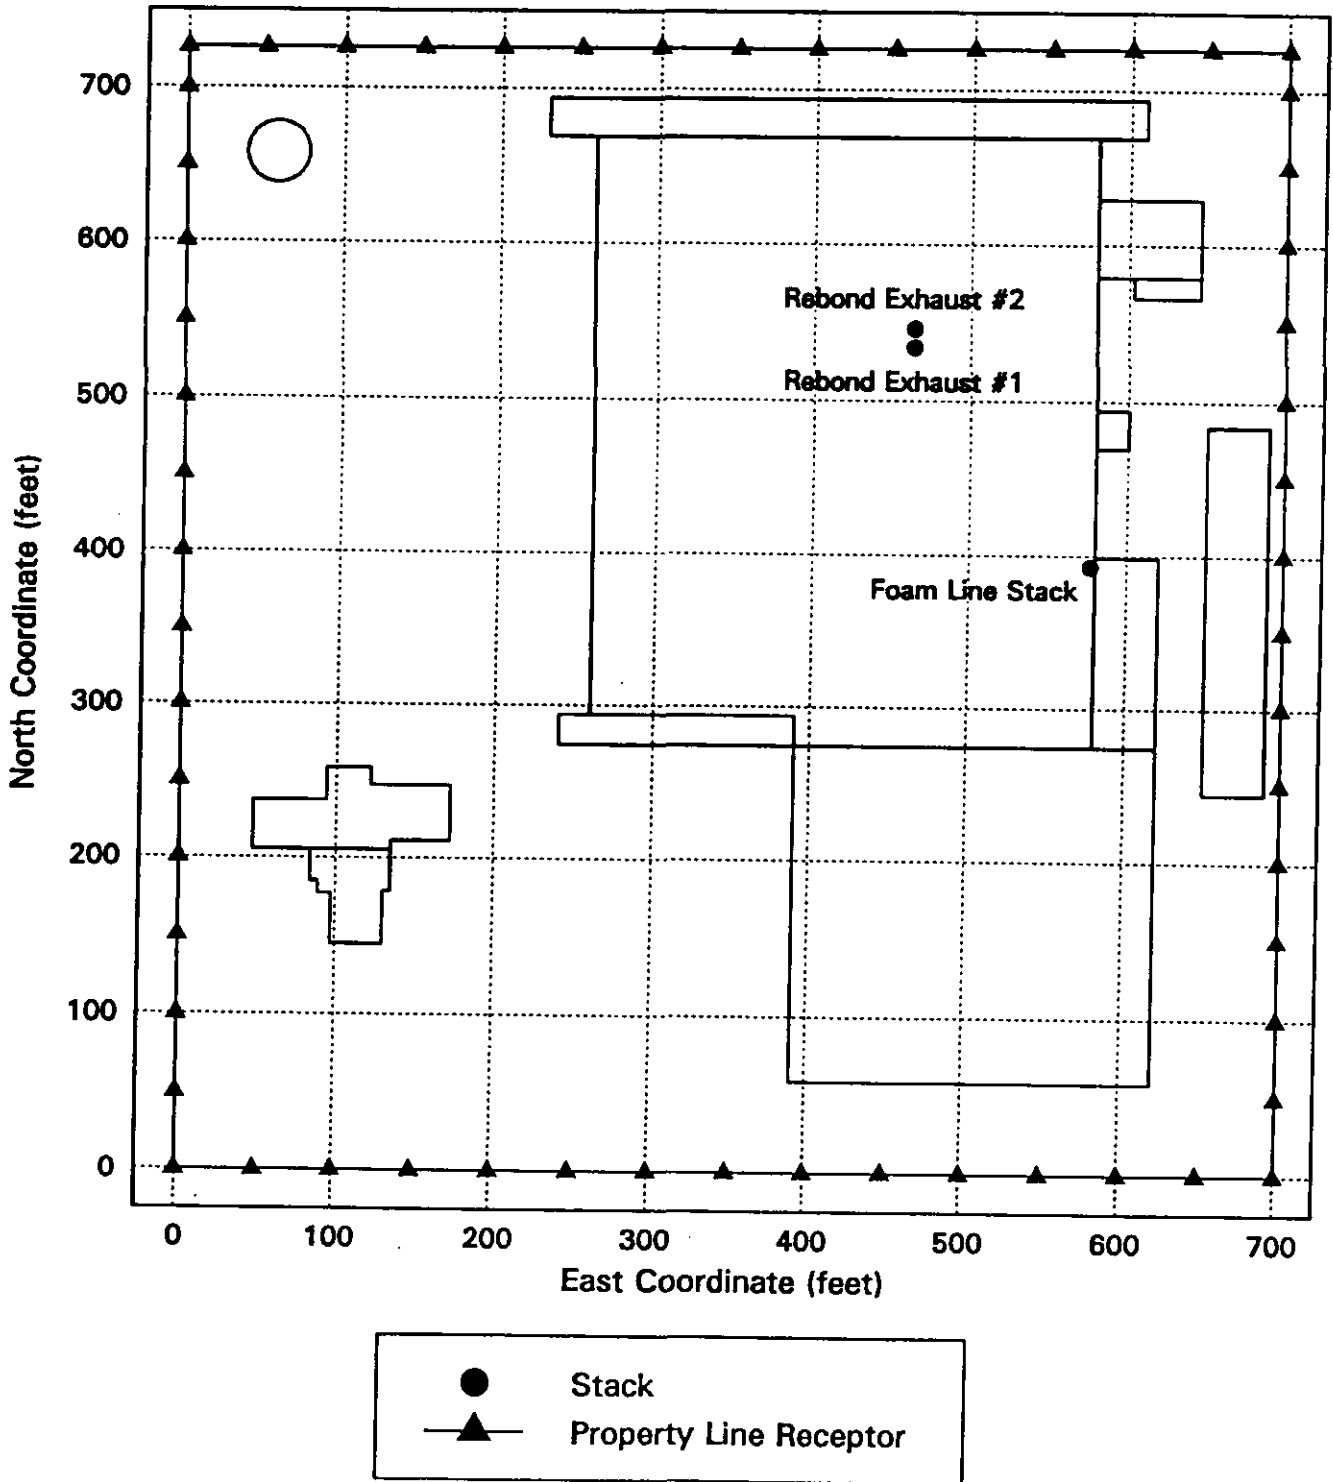 700
600
Rebond Exhaust #2
Rebond Exhaust #1
500
North Coordinate (feet)
400
Foam Line Stack
300
200
100
0
0 100 200 300 400 500 600 700
East Coordinate (feet)
Stack
Property Line Receptor